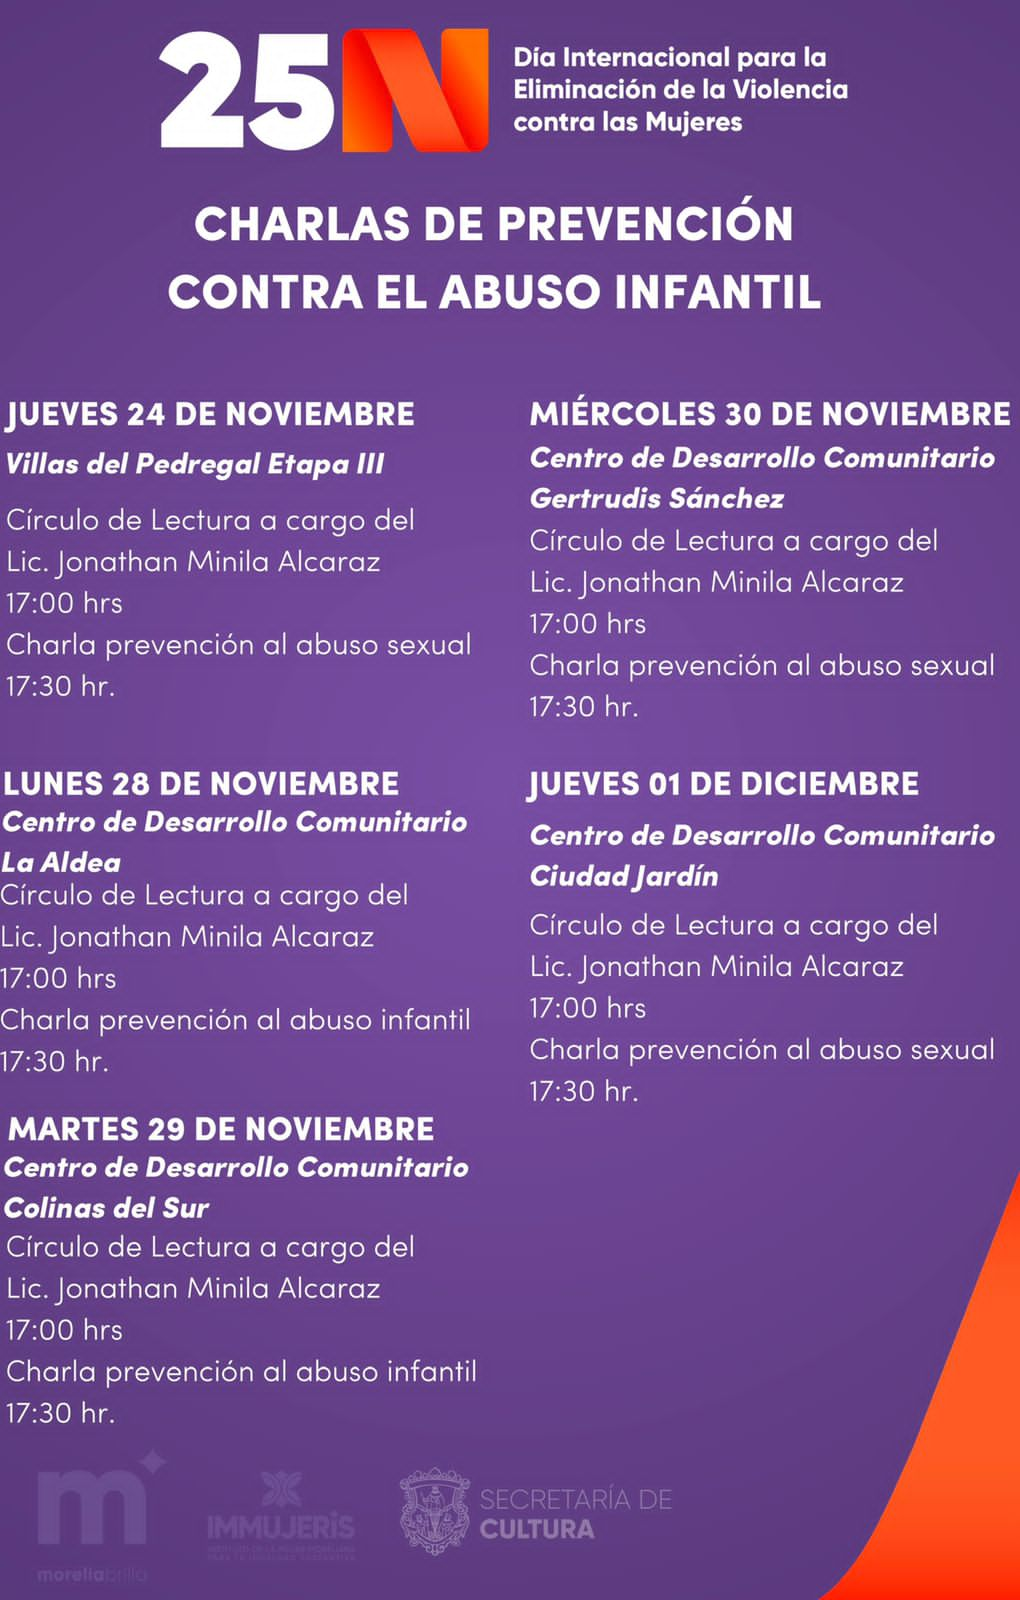 25N
Día Internacional para la
Eliminación de la Violencia
contra las Mujeres
CHARLAS DE PREVENCIÓN
CONTRA EL ABUSO INFANTIL
JUEVES 24 DE NOVIEMBRE
Villas del Pedregal Etapa III
Círculo de Lectura a cargo del
Lic. Jonathan Minila Alcaraz
17:00 hrs
Charla prevención al abuso sexual
17:30 hr.
LUNES 28 DE NOVIEMBRE
Centro de Desarrollo Comunitario
La Aldea
Círculo de Lectura a cargo del
Lic. Jonathan Minila Alcaraz
17:00 hrs
Charla prevención al abuso infantil
17:30 hr.
MARTES 29 DE NOVIEMBRE
Centro de Desarrollo Comunitario
Colinas del Sur
Círculo de Lectura a cargo del
Lic. Jonathan Minila Alcaraz
17:00 hrs
Charla prevención al abuso infantil
17:30 hr.
MIÉRCOLES 30 DE NOVIEMBRE
Centro de Desarrollo Comunitario
Gertrudis Sánchez
Círculo de Lectura a cargo del
Lic. Jonathan Minila Alcaraz
17:00 hrs
Charla prevención al abuso sexual
17:30 hr.
JUEVES 01 DE DICIEMBRE
Centro de Desarrollo Comunitario
Ciudad Jardín
Círculo de Lectura a cargo del
Lic. Jonathan Minila Alcaraz
17:00 hrs
Charla prevención al abuso sexual
17:30 hr.
m
moreliabrilla
IMMUJERIS
SECRETARÍA DE
CULTURA